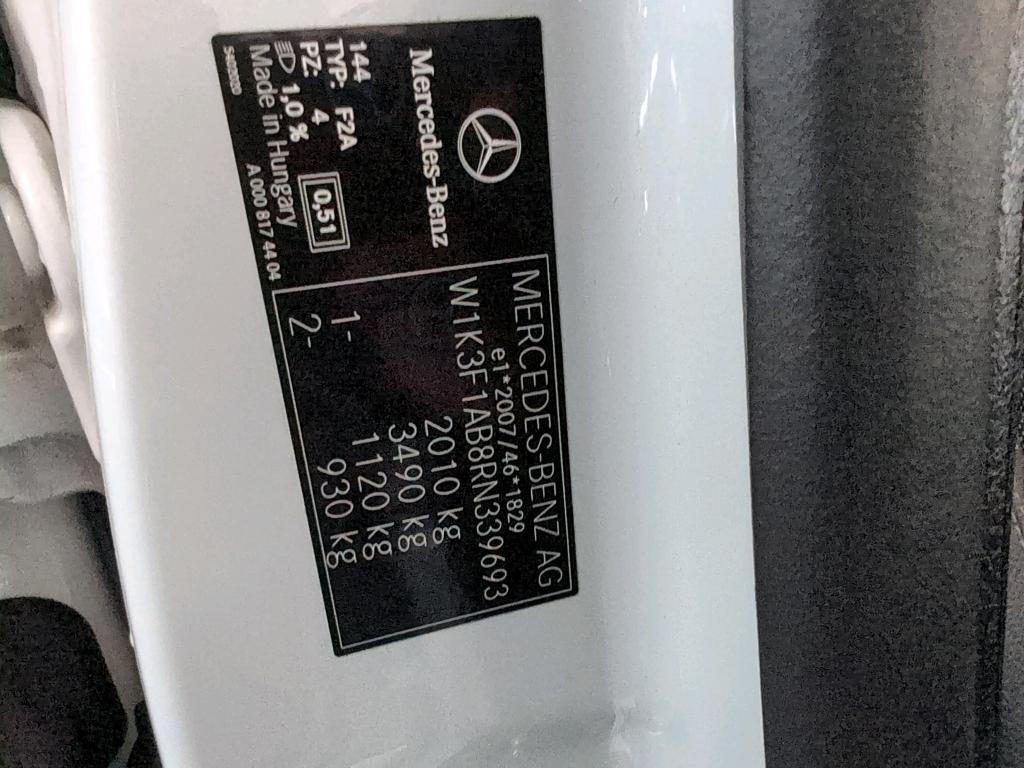 Mercedes-Benz
144
TYP: F2A
PZ: 4
0,51
1,0 %
Made in Hungary
A 000 817 44 04
MERCEDES-BENZ AG
e1*2007/46*1829
W1K3F1AB8RN339693
2010 kg
3490 kg
1- 1120 kg
2- 930 kg